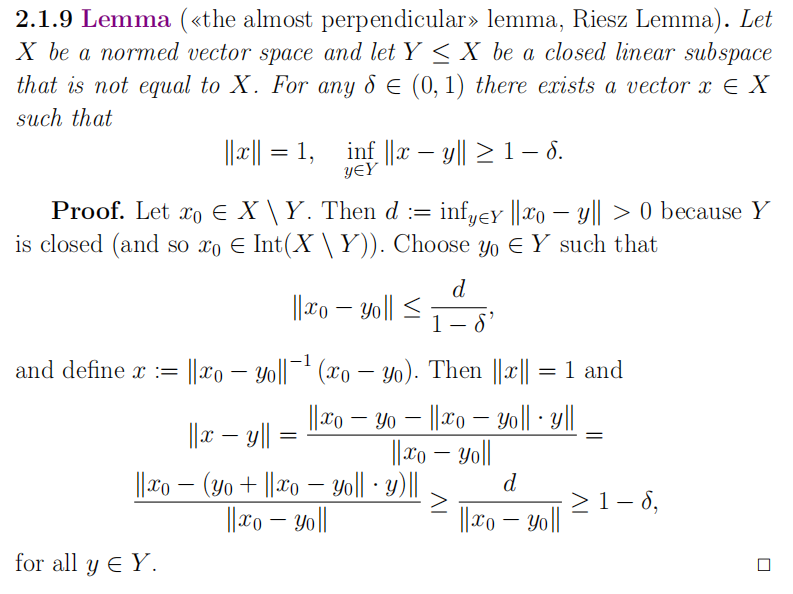 2.1.9 Lemma («the almost perpendicular» lemma, Riesz Lemma). Let
X be a normed vector space and let Y ≤ X be a closed linear subspace
that is not equal to X. For any δ ∈ (0, 1) there exists a vector x ∈ X
such that
‖x‖ = 1, inf_{y∈Y} ‖x − y‖ ≥ 1 − δ.
Proof. Let x₀ ∈ X \ Y. Then d := inf_{y∈Y} ‖x₀ − y‖ > 0 because Y
is closed (and so x₀ ∈ Int(X \ Y)). Choose y₀ ∈ Y such that
‖x₀ − y₀‖ ≤ d / (1 − δ),
and define x := ‖x₀ − y₀‖⁻¹ (x₀ − y₀). Then ‖x‖ = 1 and
‖x − y‖ = ‖x₀ − y₀ − ‖x₀ − y₀‖ · y‖ / ‖x₀ − y₀‖ =
‖x₀ − (y₀ + ‖x₀ − y₀‖ · y)‖ / ‖x₀ − y₀‖ ≥ d / ‖x₀ − y₀‖ ≥ 1 − δ,
for all y ∈ Y. □